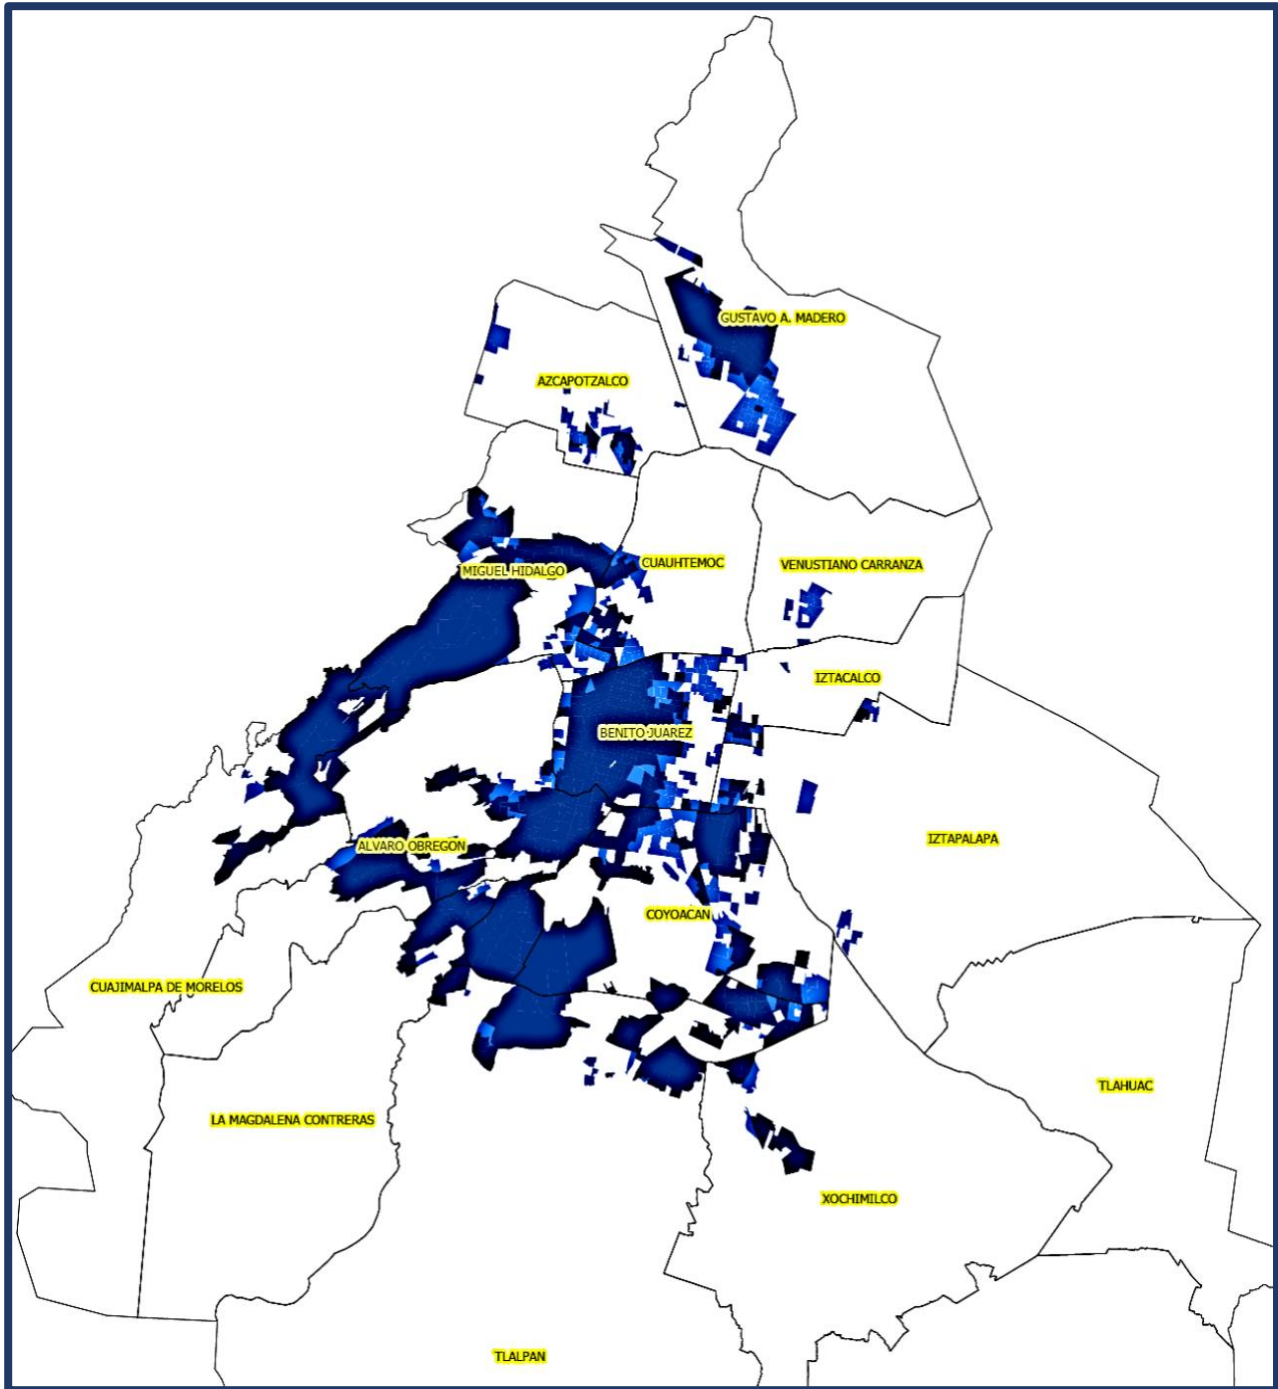 GUSTAVO A. MADERO
AZCAPOTZALCO
CUAUHTEMOC
VENUSTIANO CARRANZA
MIGUEL HIDALGO
IZTACALCO
BENITO JUAREZ
IZTAPALAPA
ALVARO OBREGON
COYOACAN
CUAJIMALPA DE MORELOS
TLAHUAC
LA MAGDALENA CONTRERAS
XOCHIMILCO
TLALPAN